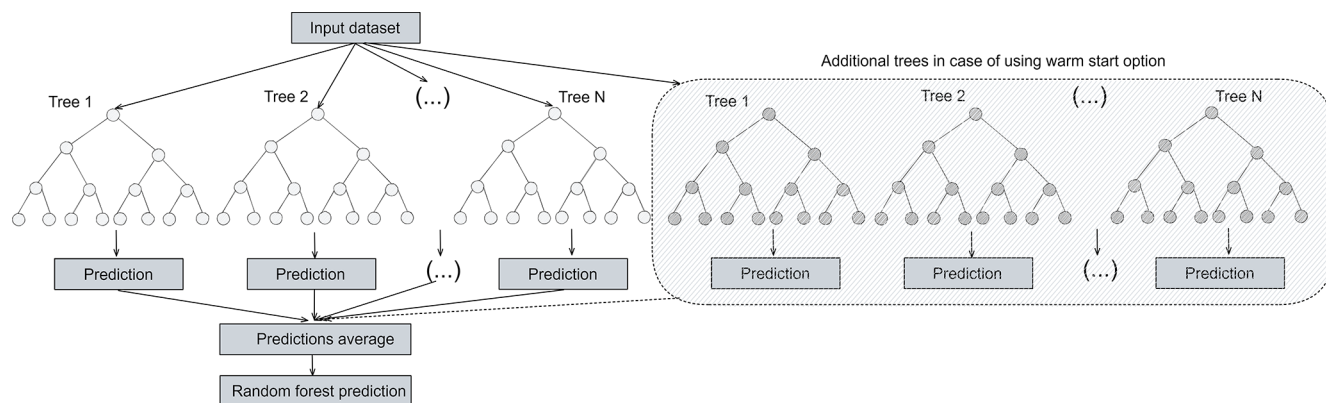 Input dataset
Additional trees in case of using warm start option
Tree 1
Tree 2
(...)
Tree N
Tree 1
Tree 2
(...)
Tree N
Prediction
Prediction
(...)
Prediction
Prediction
Prediction
(...)
Prediction
Predictions average
Random forest prediction